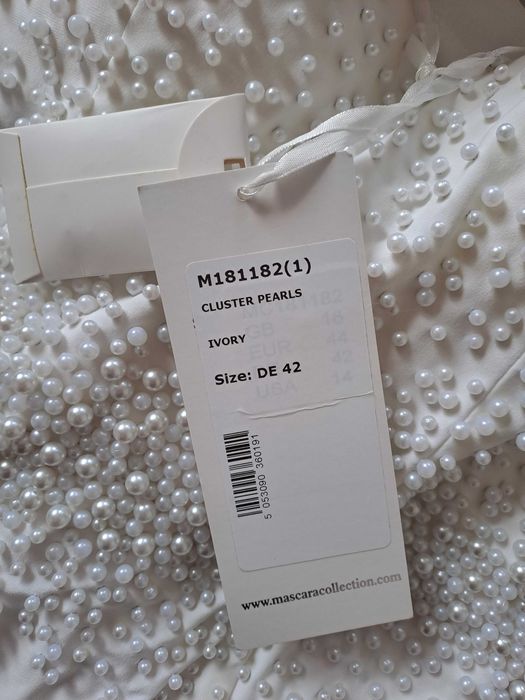 M181182(1)
CLUSTER PEARLS
IVORY
Size: DE 42
5 053090 360191
www.mascaracollection.com